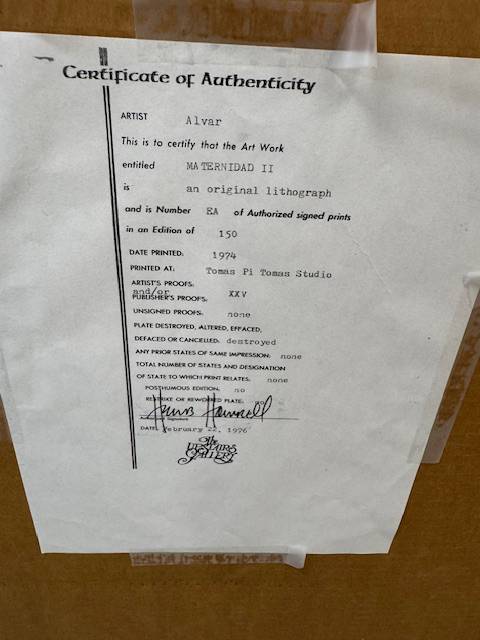 Certificate of Authenticity
ARTIST Alvar
This is to certify that the Art Work
entitled MATERNIDAD II
is an original lithograph
and is Number EA of Authorized signed prints
in an Edition of 150
DATE PRINTED: 1974
PRINTED AT: Tomas Pi Tomas Studio
ARTIST'S PROOFS:
and/or XXV
PUBLISHER'S PROOFS:
UNSIGNED PROOFS: none
PLATE DESTROYED, ALTERED, EFFACED,
DEFACED OR CANCELLED: destroyed
ANY PRIOR STATES OF SAME IMPRESSION: none
TOTAL NUMBER OF STATES AND DESIGNATION
OF STATE TO WHICH PRINT RELATES: none
POSTHUMOUS EDITION: no
RESTRIKE OR REWORKED PLATE: no
Signature
DATE: February 22, 1976
The
UPSTAIRS
GALLERY